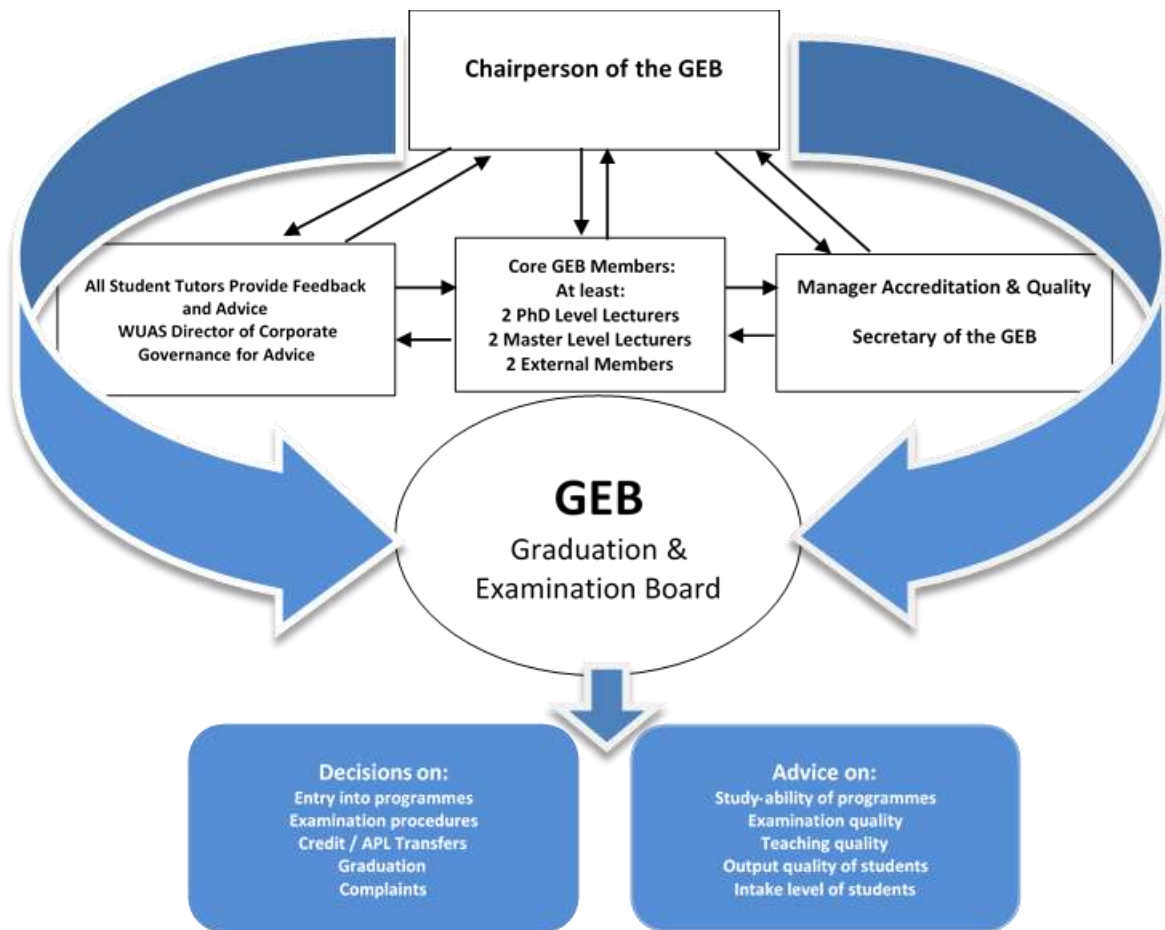 Chairperson of the GEB
All Student Tutors Provide Feedback
and Advice
WUAS Director of Corporate
Governance for Advice
Core GEB Members:
At least:
2 PhD Level Lecturers
2 Master Level Lecturers
2 External Members
Manager Accreditation & Quality
Secretary of the GEB
GEB
Graduation &
Examination Board
Decisions on:
Entry into programmes
Examination procedures
Credit / APL Transfers
Graduation
Complaints
Advice on:
Study-ability of programmes
Examination quality
Teaching quality
Output quality of students
Intake level of students